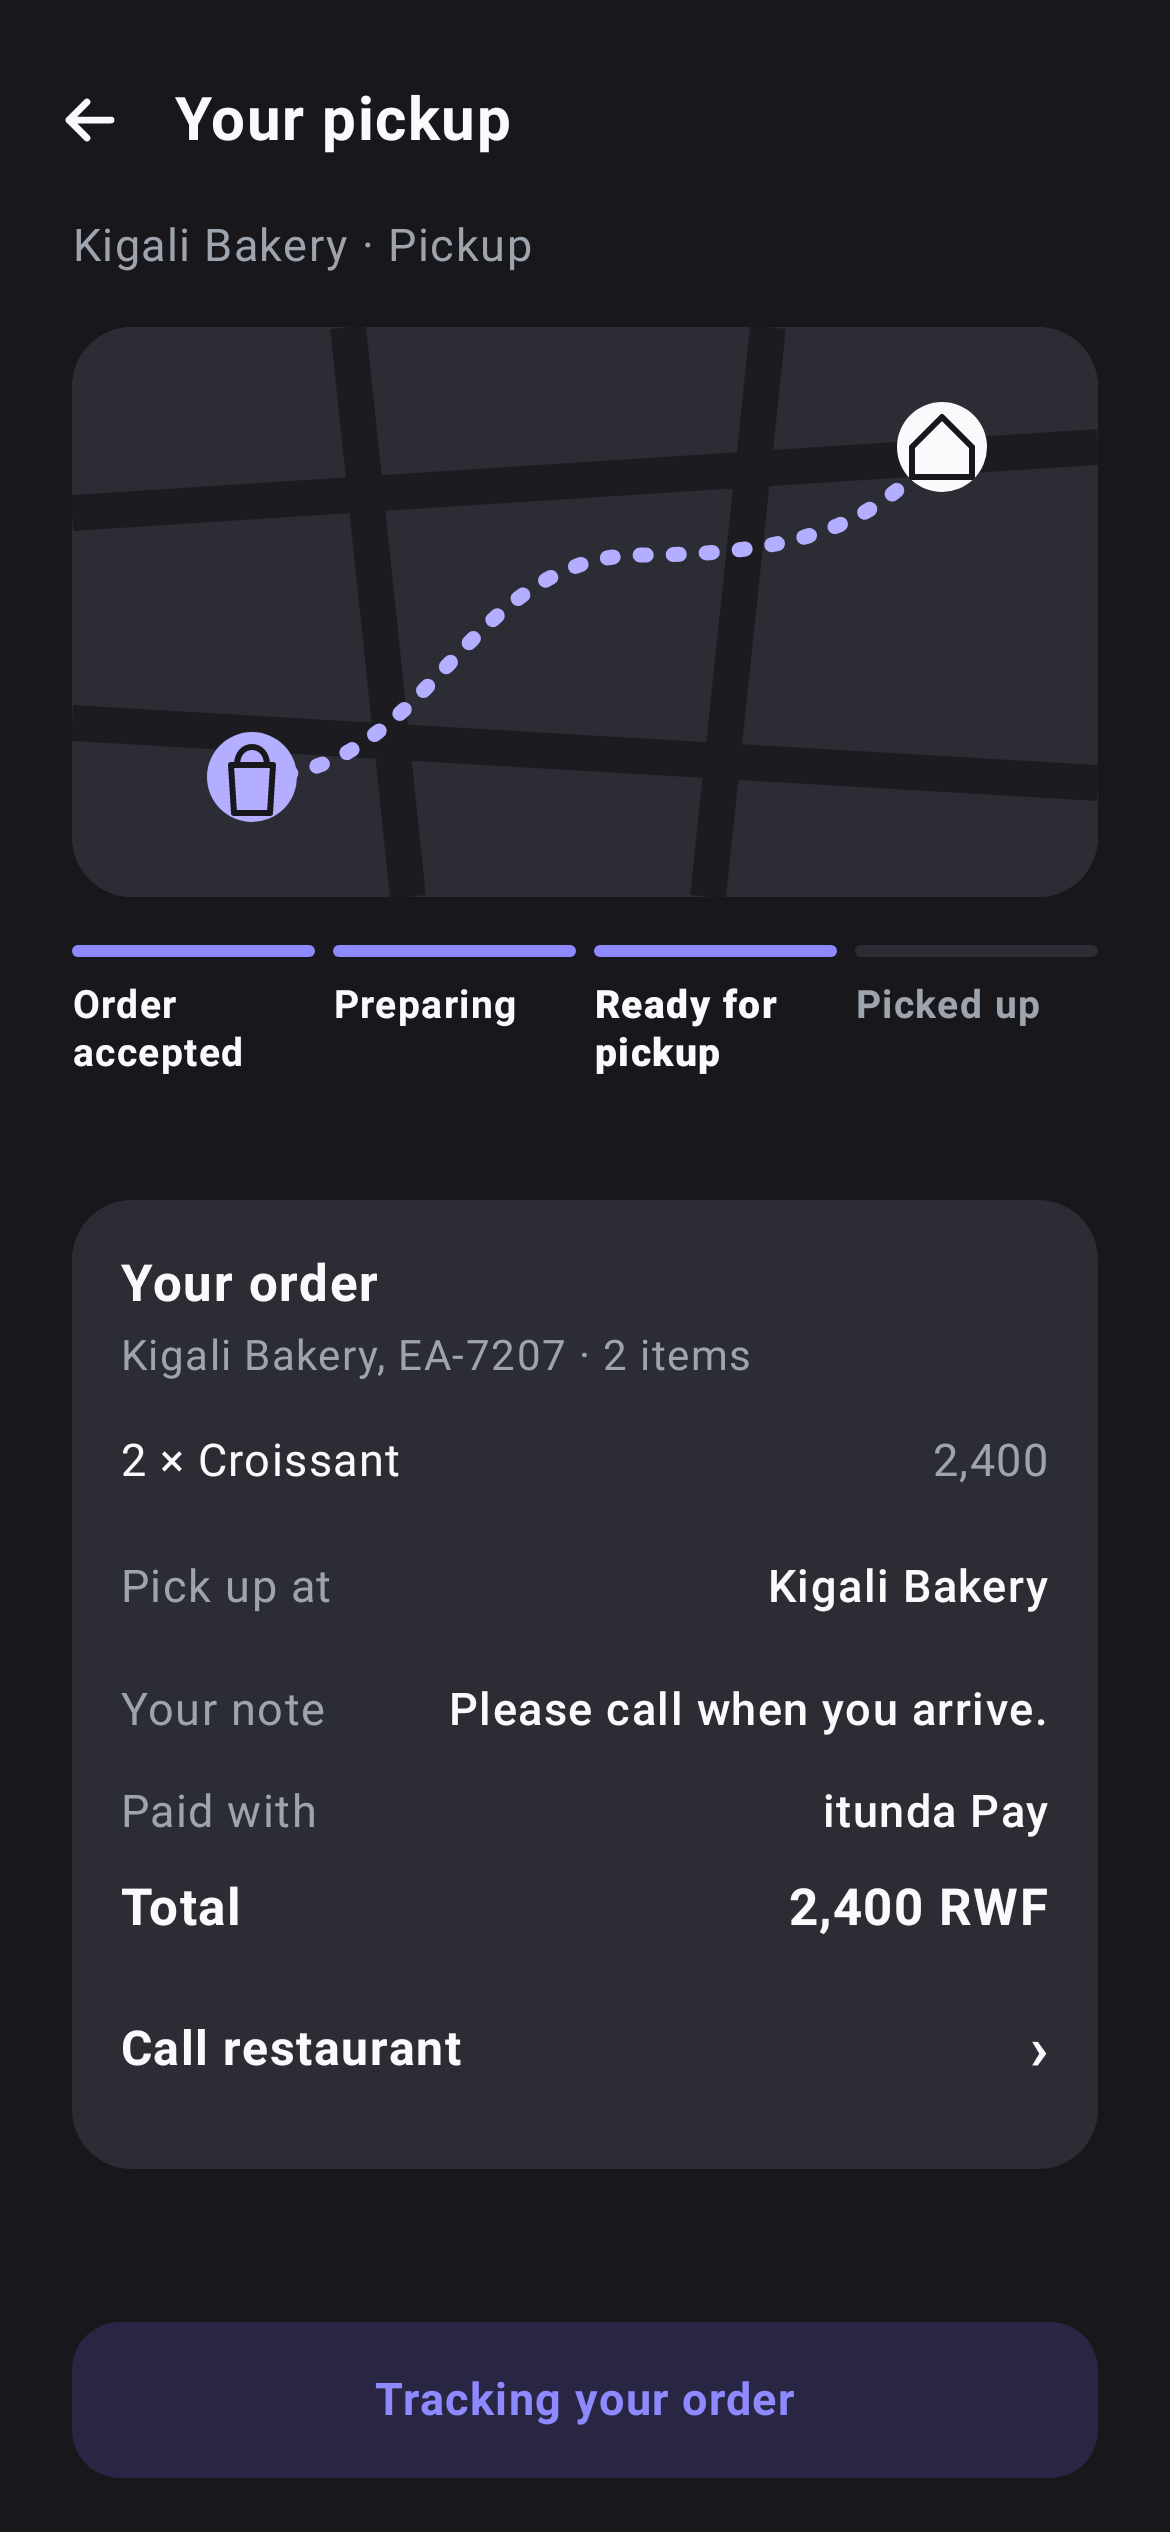 Your pickup
Kigali Bakery · Pickup
Order accepted
Preparing
Ready for pickup
Picked up
Your order
Kigali Bakery, EA-7207 · 2 items
2 × Croissant 2,400
Pick up at Kigali Bakery
Your note Please call when you arrive.
Paid with itunda Pay
Total 2,400 RWF
Call restaurant ›
Tracking your order